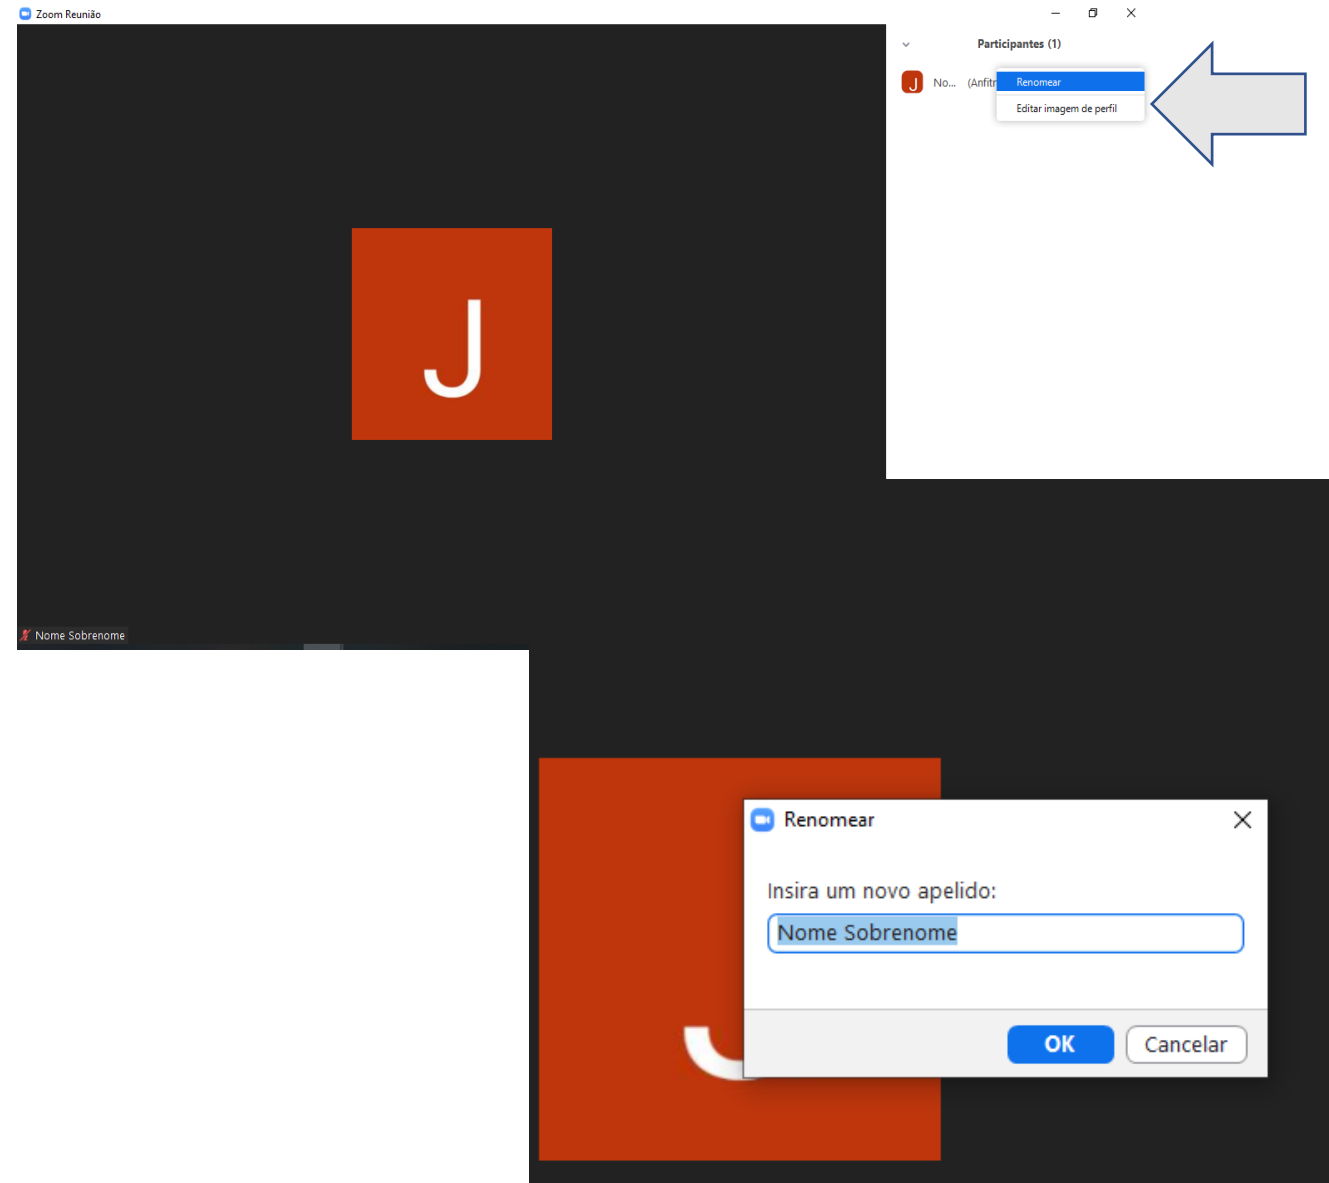 Zoom Reunião
Participantes (1)
J No... (Anfitr
Renomear
Editar imagem de perfil
J
Nome Sobrenome
Renomear
Insira um novo apelido:
Nome Sobrenome
OK Cancelar